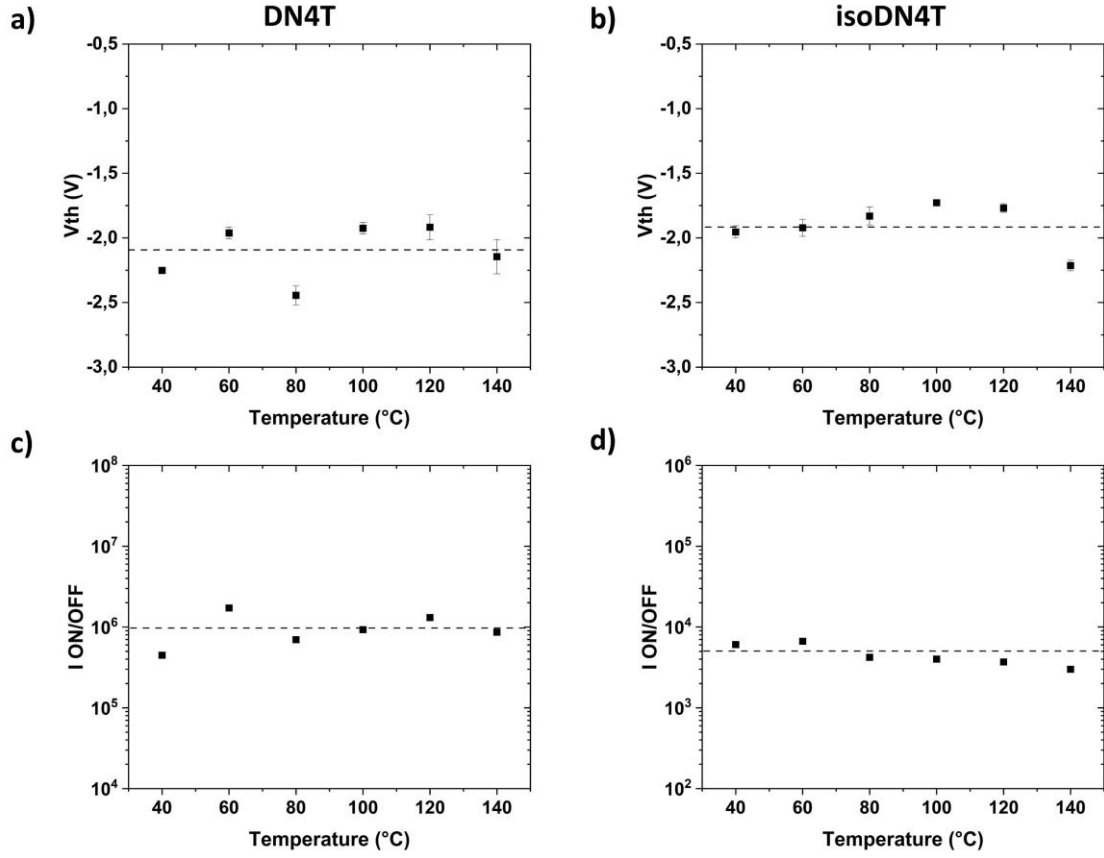 DN4T
a)
-0,5
-1,0
-1,5
-2,0
-2,5
-3,0
Vth (V)
40 60 80 100 120 140
Temperature (°C)
isoDN4T
b)
-0,5
-1,0
-1,5
-2,0
-2,5
-3,0
Vth (V)
40 60 80 100 120 140
Temperature (°C)
c)
10⁸
10⁷
10⁶
10⁵
10⁴
I ON/OFF
40 60 80 100 120 140
Temperature (°C)
d)
10⁶
10⁵
10⁴
10³
10²
I ON/OFF
40 60 80 100 120 140
Temperature (°C)